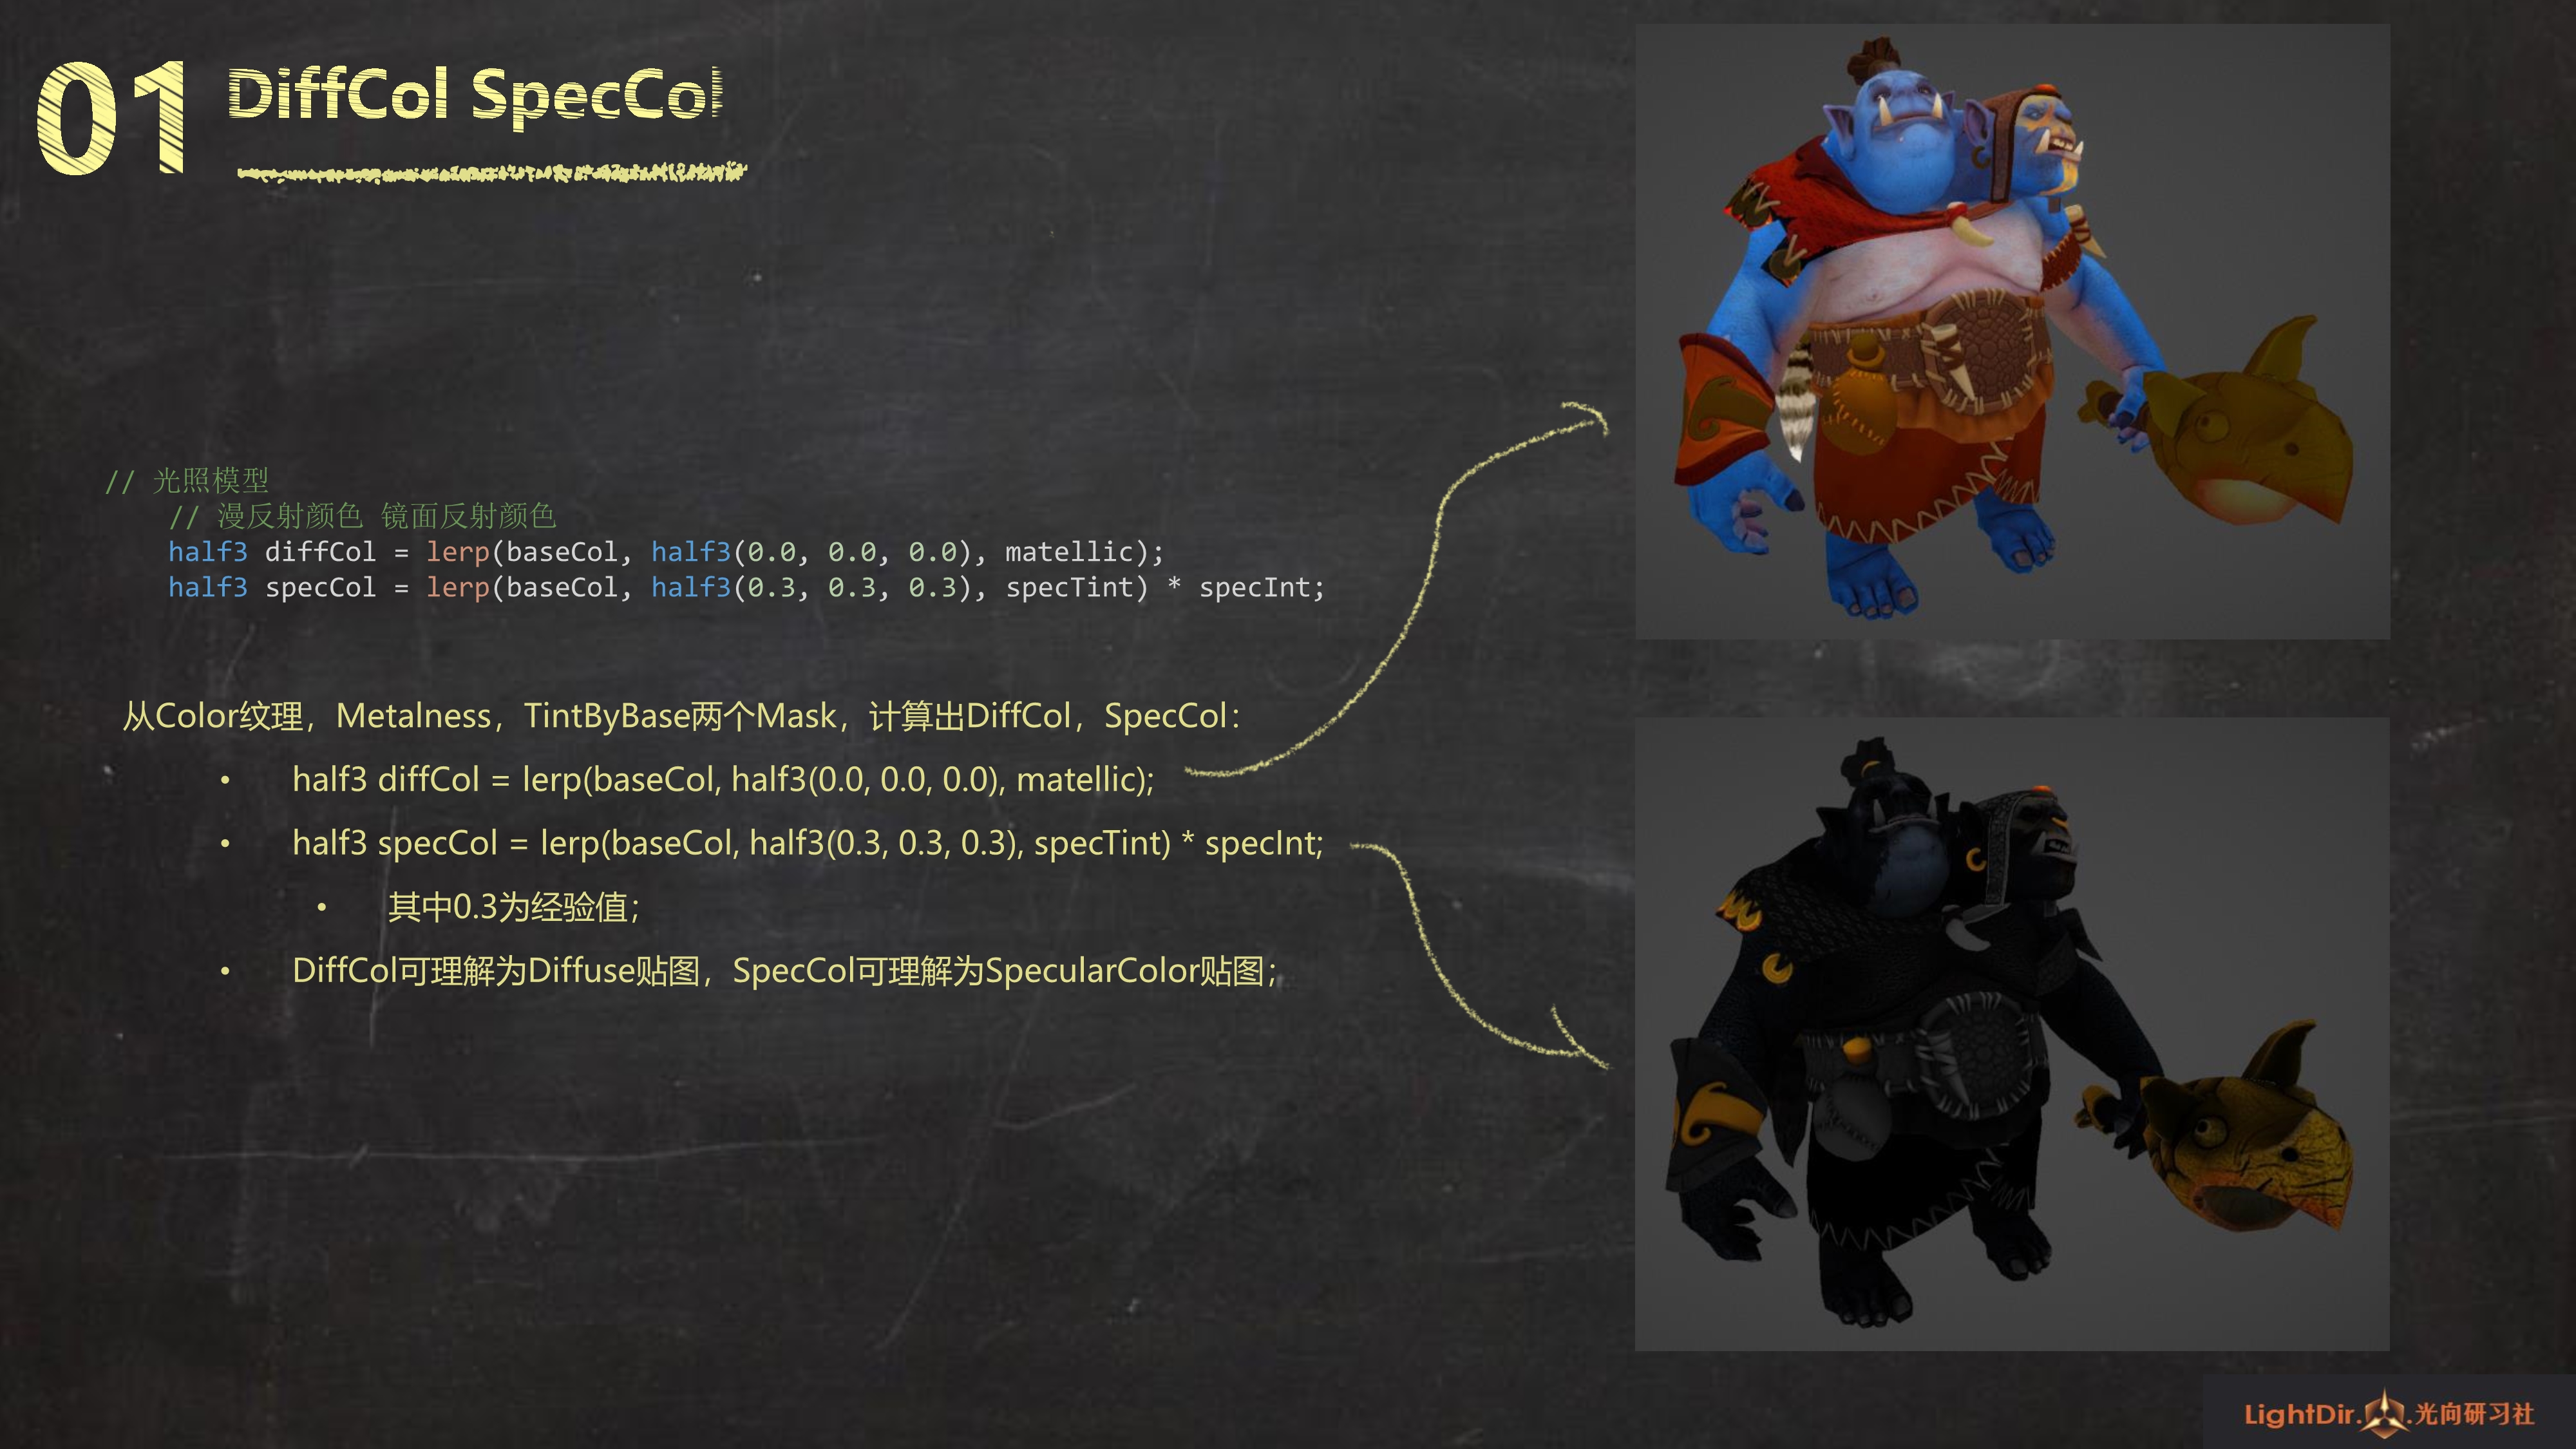 01 DiffCol SpecCol
// 光照模型
// 漫反射颜色 镜面反射颜色
half3 diffCol = lerp(baseCol, half3(0.0, 0.0, 0.0), matellic);
half3 specCol = lerp(baseCol, half3(0.3, 0.3, 0.3), specTint) * specInt;
从Color纹理，Metalness，TintByBase两个Mask，计算出DiffCol，SpecCol：
• half3 diffCol = lerp(baseCol, half3(0.0, 0.0, 0.0), matellic);
• half3 specCol = lerp(baseCol, half3(0.3, 0.3, 0.3), specTint) * specInt;
• 其中0.3为经验值；
• DiffCol可理解为Diffuse贴图，SpecCol可理解为SpecularColor贴图；
LightDir. .光向研习社